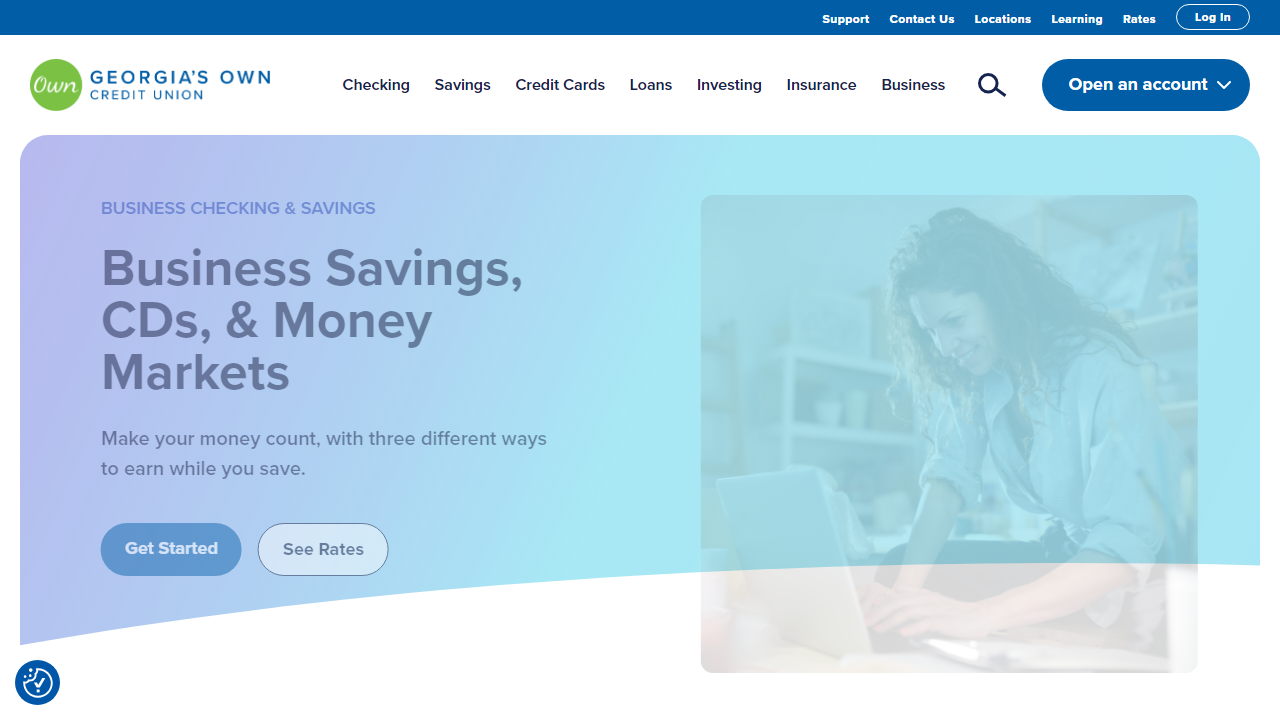 Support Contact Us Locations Learning Rates Log In
Own GEORGIA'S OWN
CREDIT UNION
Checking Savings Credit Cards Loans Investing Insurance Business Open an account
BUSINESS CHECKING & SAVINGS
Business Savings,
CDs, & Money
Markets
Make your money count, with three different ways
to earn while you save.
Get Started See Rates